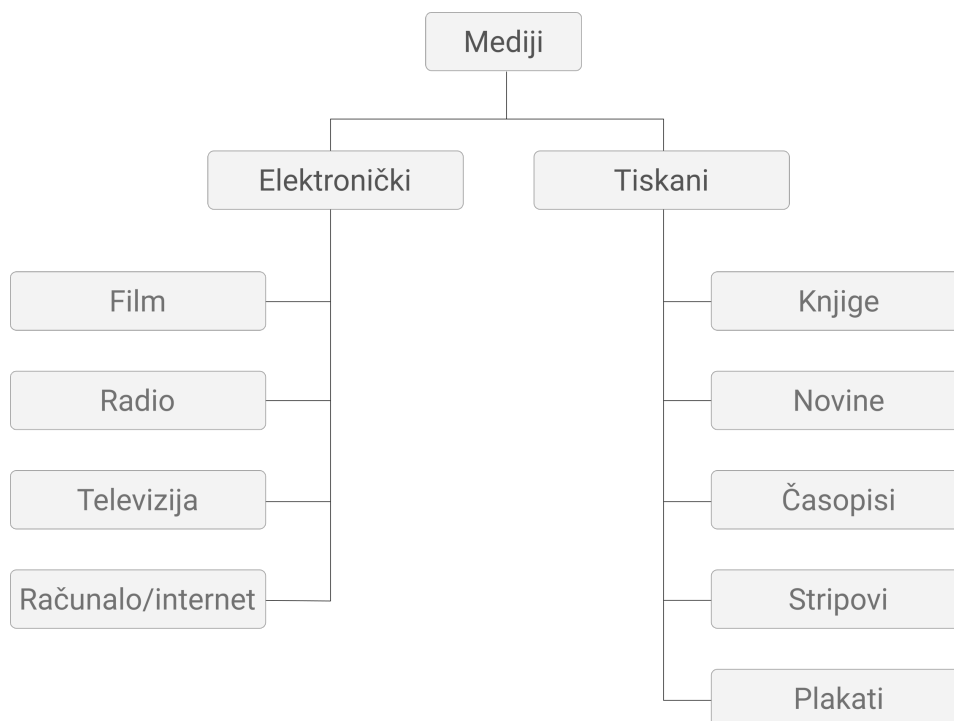 Mediji
Elektronički
Tiskani
Film
Knjige
Radio
Novine
Televizija
Časopisi
Računalo/internet
Stripovi
Plakati